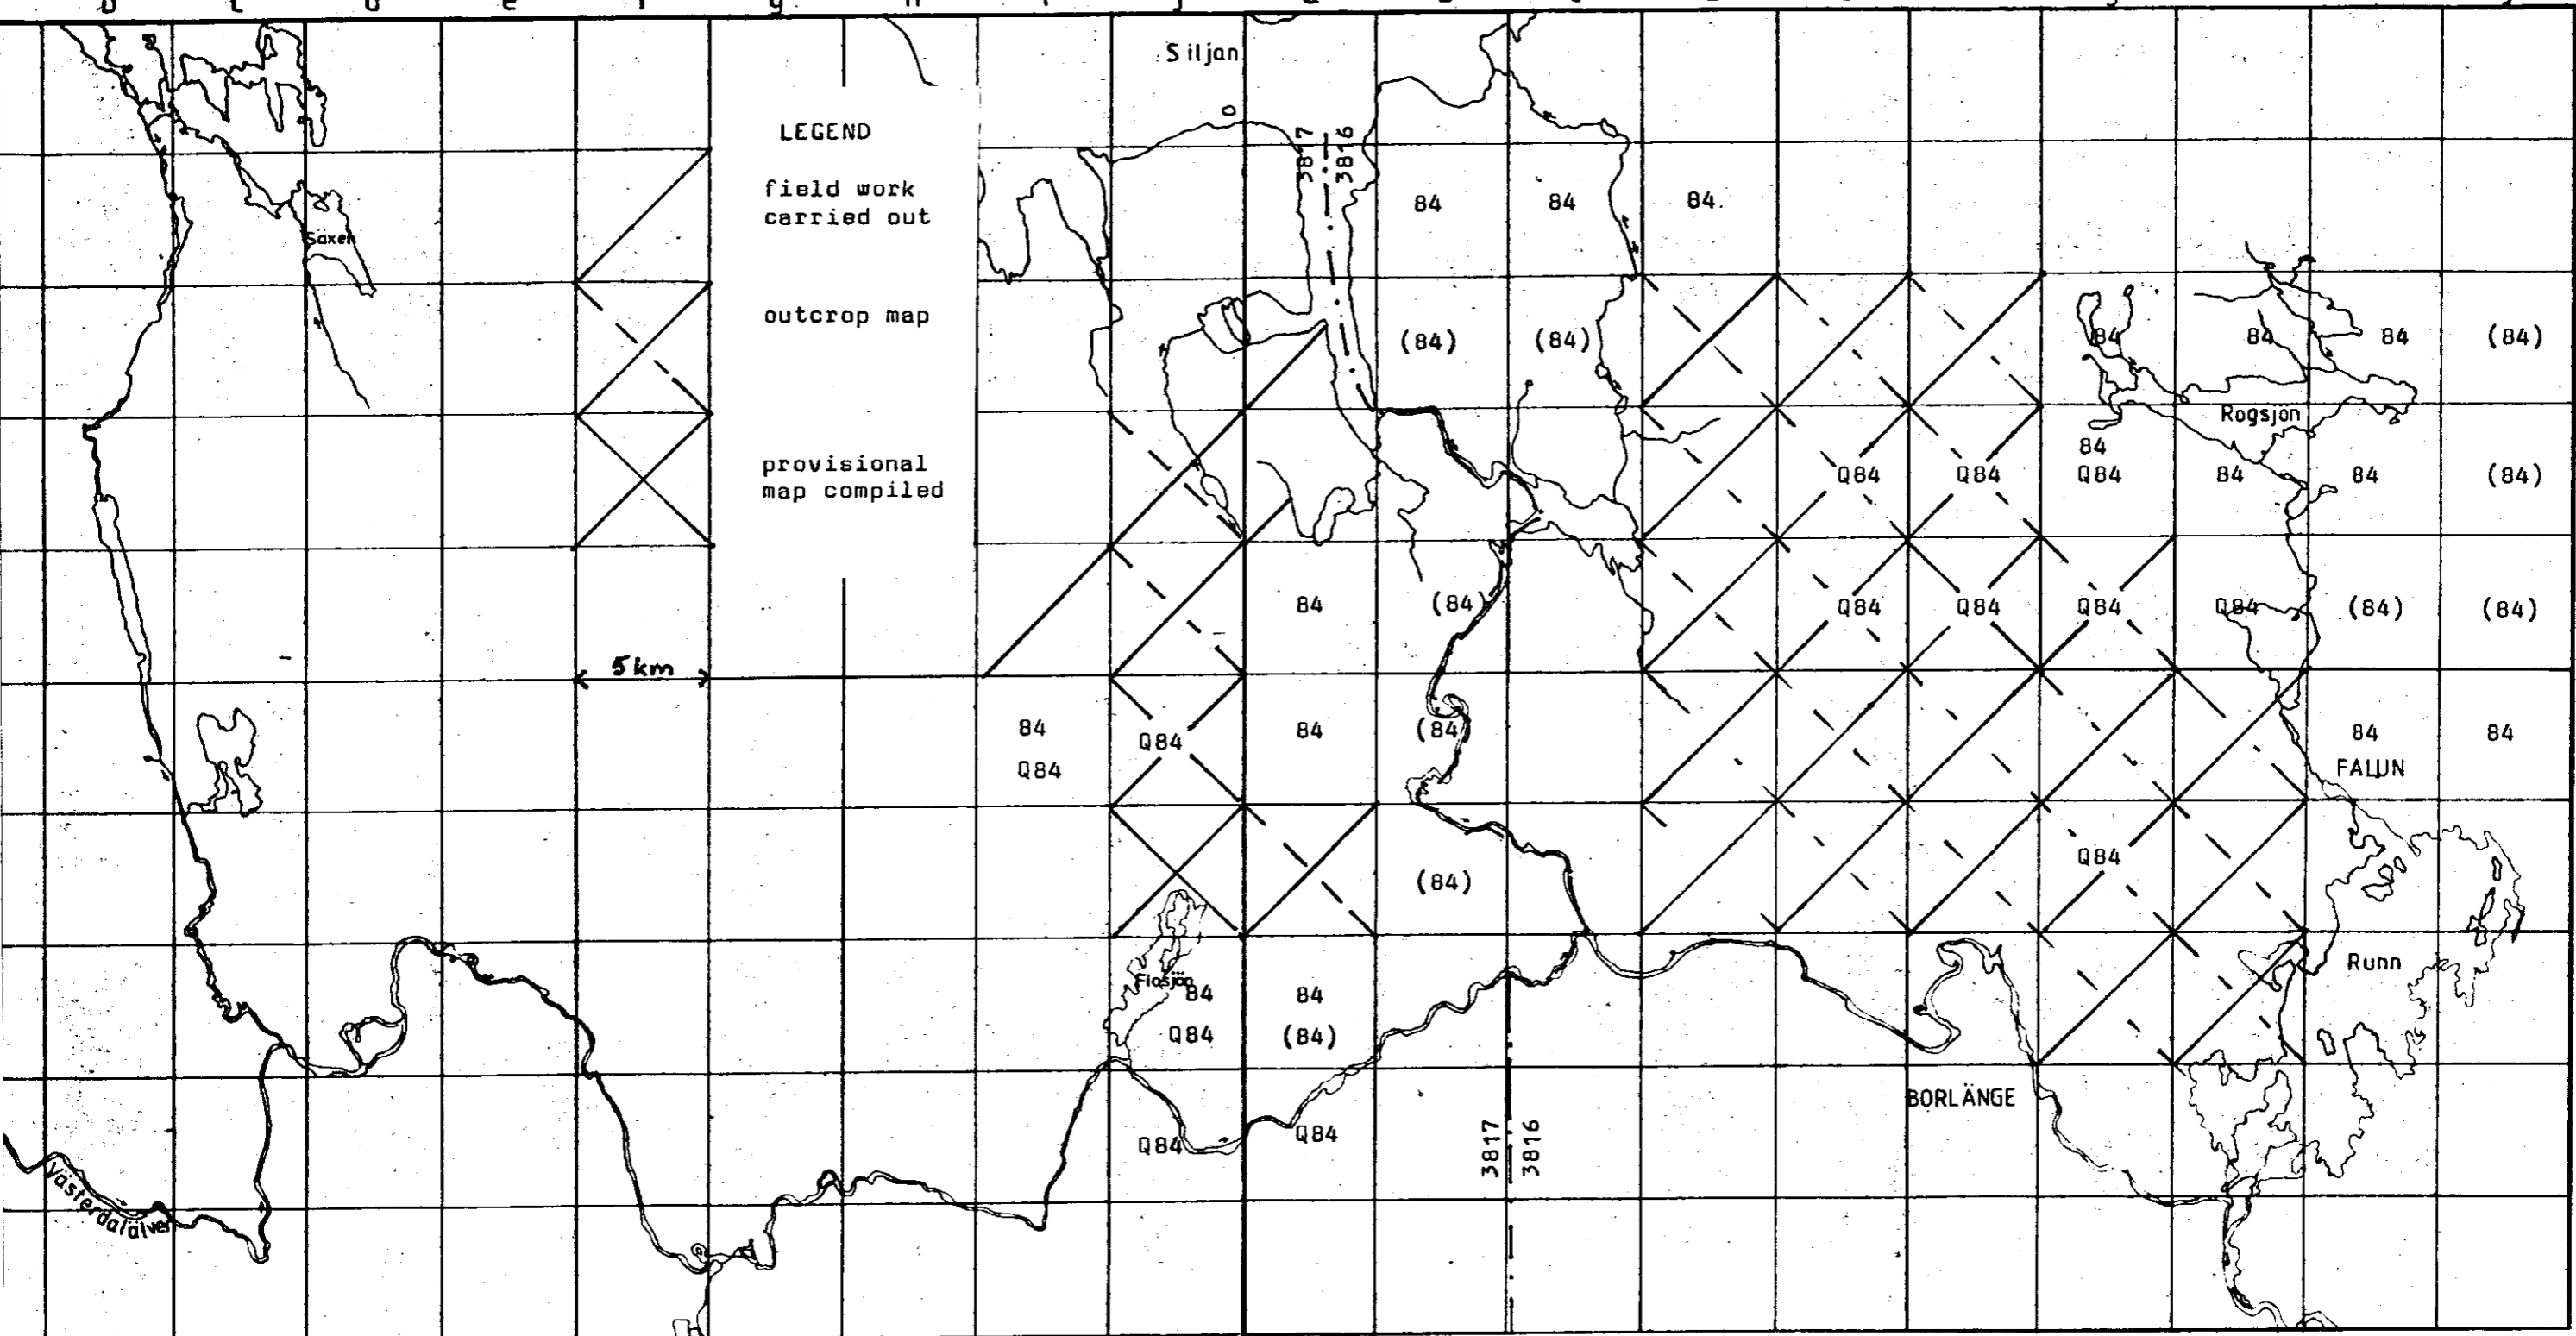 Siljan
LEGEND
3817
3816
field work
carried out
84
84
84.
Säxen
outcrop map
(84)
(84)
84
84
84
(84)
Rogsjön
provisional
map compiled
84
Q84
Q84
Q84
84
84
(84)
84
(84)
Q84
Q84
Q84
Q84
(84)
(84)
5 km
84
Q84
Q84
84
(84)
84
84
FALUN
(84)
Q84
Flosjön
84
84
Q84
(84)
Runn
BORLÄNGE
Q84
Q84
3817
3816
Västerdalälven